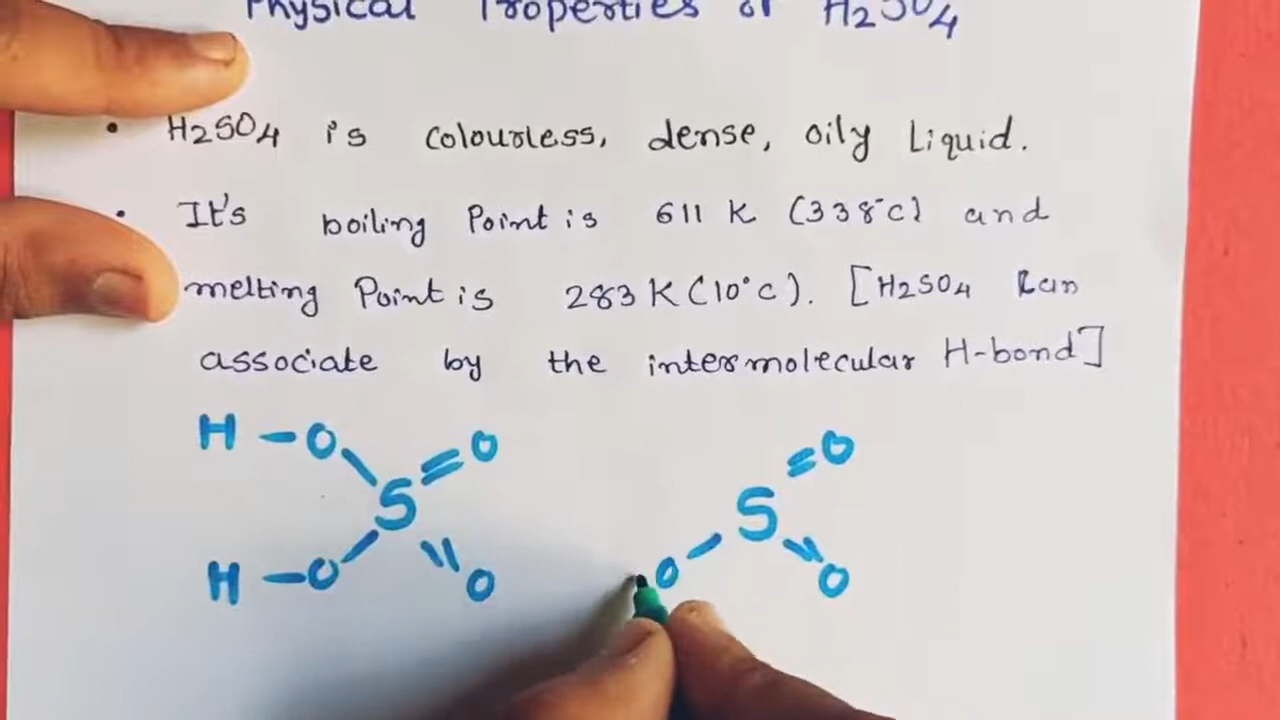 Physical Properties of H2SO4
• H2SO4 is colourless, dense, oily Liquid.
• It's boiling Point is 611 K (338°c) and
melting Point is 283 K (10°c). [H2SO4 can
associate by the intermolecular H-bond]
H - O = O = O
S S
H - O O O - O